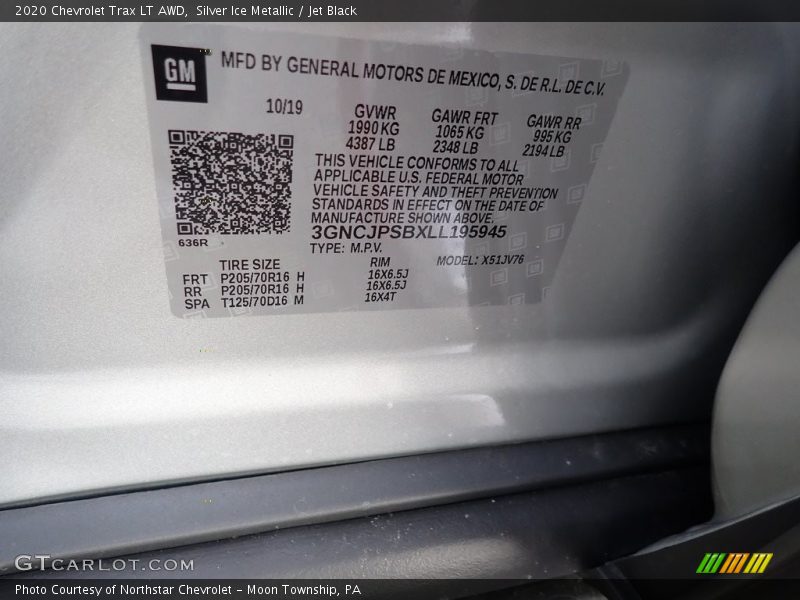 2020 Chevrolet Trax LT AWD,  Silver Ice Metallic / Jet Black
GM
MFD BY GENERAL MOTORS DE MEXICO, S. DE R.L. DE C.V.
10/19
GVWR
1990 KG
4387 LB
GAWR FRT
1065 KG
2348 LB
GAWR RR
995 KG
2194 LB
THIS VEHICLE CONFORMS TO ALL
APPLICABLE U.S. FEDERAL MOTOR
VEHICLE SAFETY AND THEFT PREVENTION
STANDARDS IN EFFECT ON THE DATE OF
MANUFACTURE SHOWN ABOVE.
636R
3GNCJPSBXLL195945
TYPE: M.P.V.
MODEL: X51JV76
TIRE SIZE RIM
FRT P205/70R16 H 16X6.5J
RR P205/70R16 H 16X6.5J
SPA T125/70D16 M 16X4T
GTCARLOT.COM
Photo Courtesy of Northstar Chevrolet - Moon Township, PA